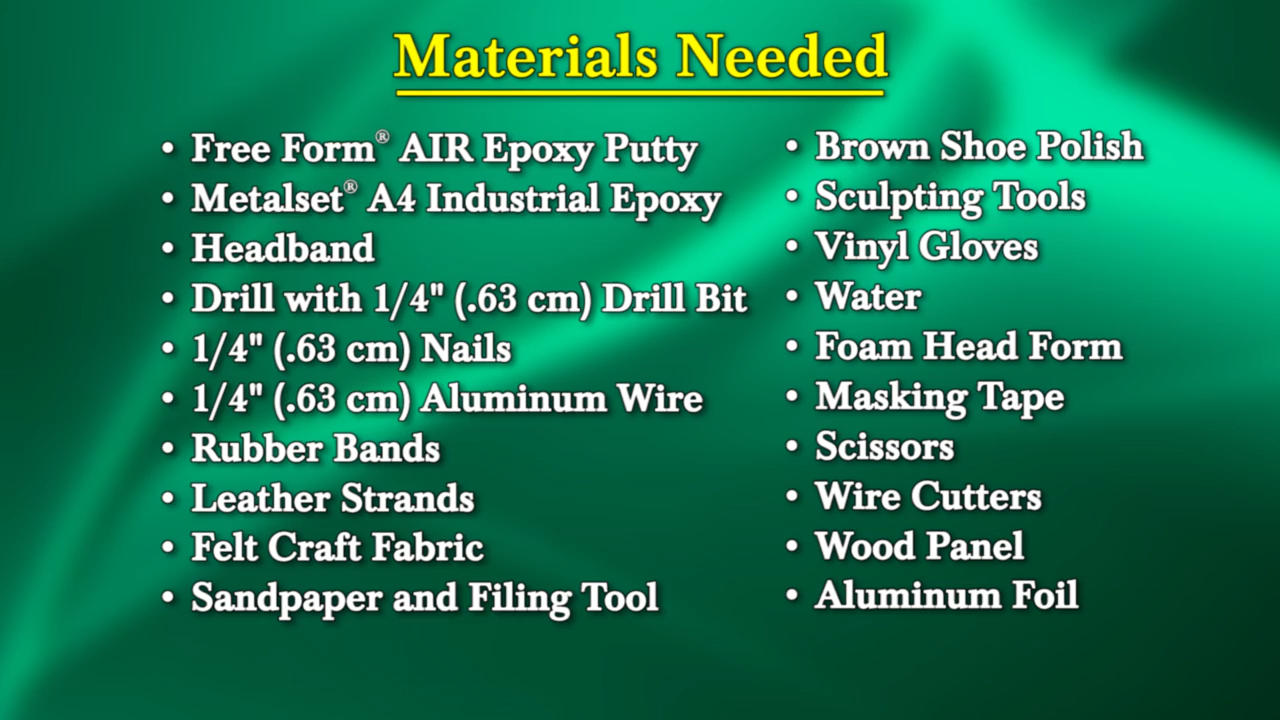 Materials Needed
• Free Form® AIR Epoxy Putty
• Metalset® A4 Industrial Epoxy
• Headband
• Drill with 1/4" (.63 cm) Drill Bit
• 1/4" (.63 cm) Nails
• 1/4" (.63 cm) Aluminum Wire
• Rubber Bands
• Leather Strands
• Felt Craft Fabric
• Sandpaper and Filing Tool
• Brown Shoe Polish
• Sculpting Tools
• Vinyl Gloves
• Water
• Foam Head Form
• Masking Tape
• Scissors
• Wire Cutters
• Wood Panel
• Aluminum Foil